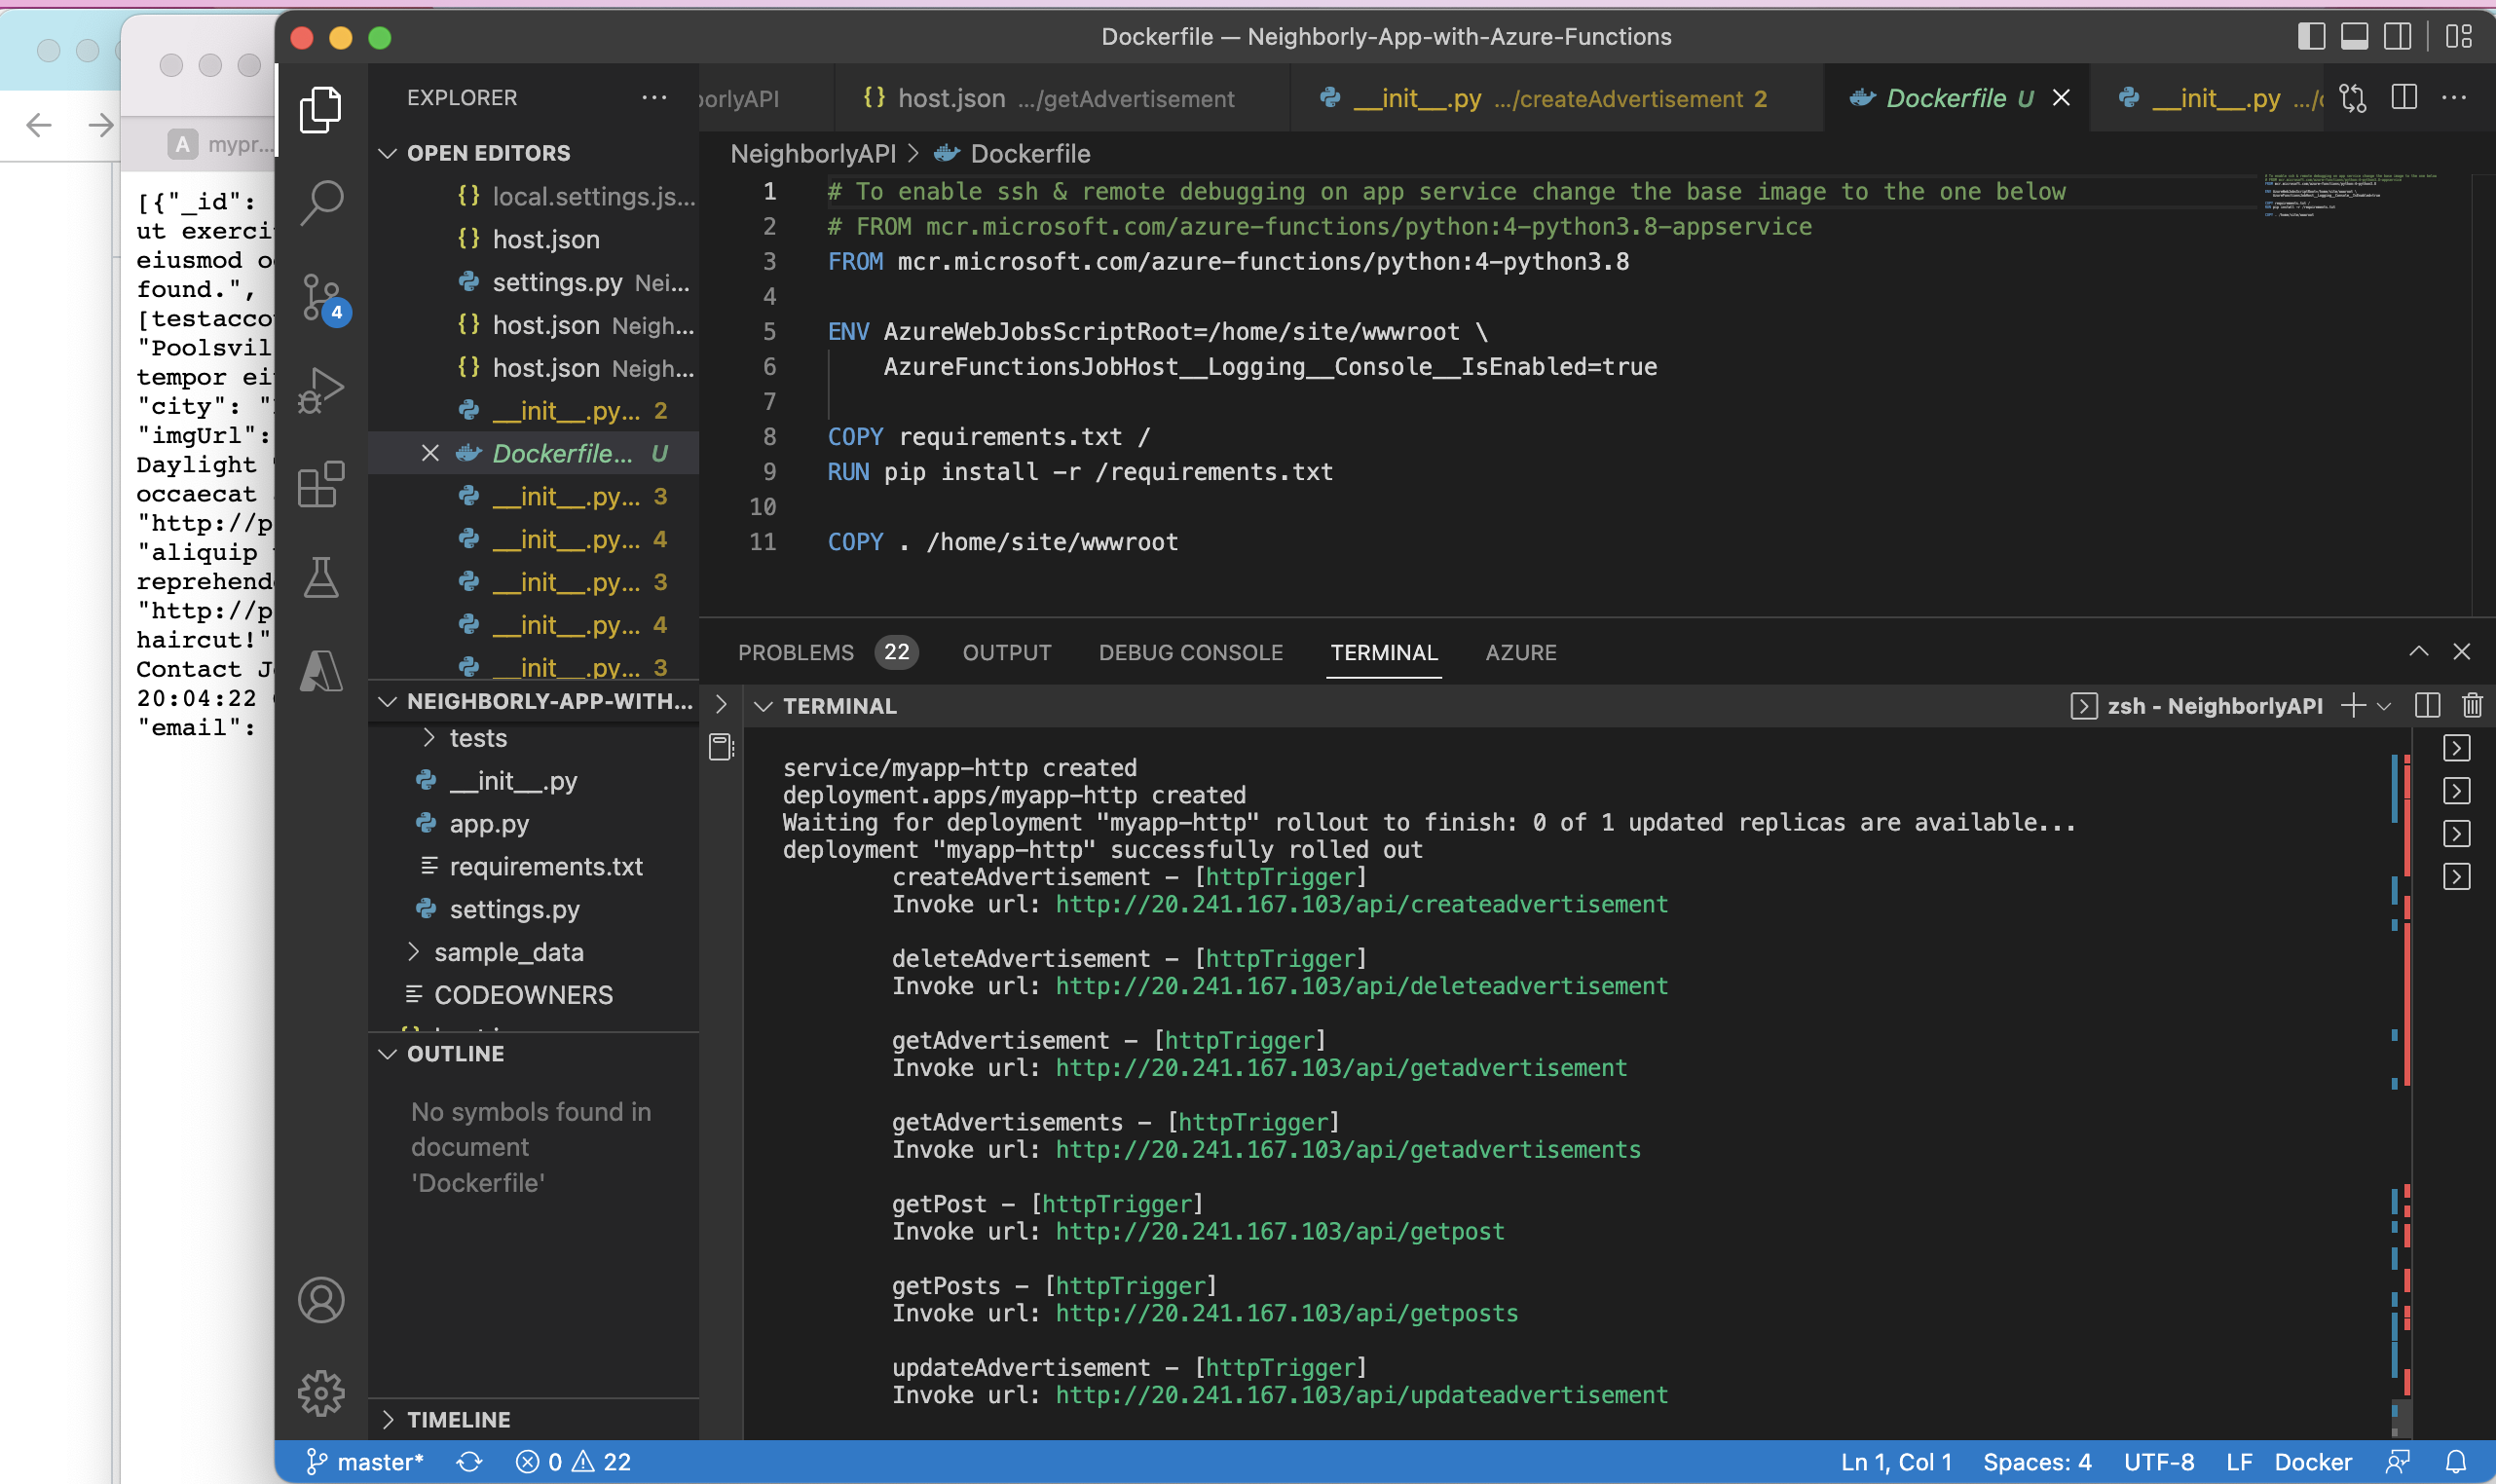 Dockerfile — Neighborly-App-with-Azure-Functions
A mypr...
[{"_id":
ut exerci
eiusmod
found.",
"Poolsvil
"city":
"imgUrl":
Daylight
occaecat
"http://p
"aliquip
"http://p
haircut!"
Contact
20:04:22
"email":
EXPLORER
OPEN EDITORS
{} local.settings.js...
{} host.json
settings.py Nei...
{} host.json Neigh...
{} host.json Neigh...
__init__.py... 2
Dockerfile... U
__init__.py... 3
__init__.py... 4
__init__.py... 3
__init__.py... 4
__init__.py... 3
NEIGHBORLY-APP-WITH...
tests
__init__.py
app.py
requirements.txt
settings.py
sample_data
CODEOWNERS
OUTLINE
No symbols found in
document
'Dockerfile'
TIMELINE
4
orlyAPI
{} host.json .../getAdvertisement
__init__.py .../createAdvertisement 2
Dockerfile U
__init__.py
NeighborlyAPI > Dockerfile
1 # To enable ssh & remote debugging on app service change the base image to the one below
2 # FROM mcr.microsoft.com/azure-functions/python:4-python3.8-appservice
3 FROM mcr.microsoft.com/azure-functions/python:4-python3.8
4
5 ENV AzureWebJobsScriptRoot=/home/site/wwwroot \
6 AzureFunctionsJobHost__Logging__Console__IsEnabled=true
7
8 COPY requirements.txt /
9 RUN pip install -r /requirements.txt
10
11 COPY . /home/site/wwwroot
PROBLEMS 22 OUTPUT DEBUG CONSOLE TERMINAL AZURE
TERMINAL
zsh - NeighborlyAPI
service/myapp-http created
deployment.apps/myapp-http created
Waiting for deployment "myapp-http" rollout to finish: 0 of 1 updated replicas are available...
deployment "myapp-http" successfully rolled out
createAdvertisement - [httpTrigger]
Invoke url: http://20.241.167.103/api/createadvertisement
deleteAdvertisement - [httpTrigger]
Invoke url: http://20.241.167.103/api/deleteadvertisement
getAdvertisement - [httpTrigger]
Invoke url: http://20.241.167.103/api/getadvertisement
getAdvertisements - [httpTrigger]
Invoke url: http://20.241.167.103/api/getadvertisements
getPost - [httpTrigger]
Invoke url: http://20.241.167.103/api/getpost
getPosts - [httpTrigger]
Invoke url: http://20.241.167.103/api/getposts
updateAdvertisement - [httpTrigger]
Invoke url: http://20.241.167.103/api/updateadvertisement
master* 0 22
Ln 1, Col 1 Spaces: 4 UTF-8 LF Docker